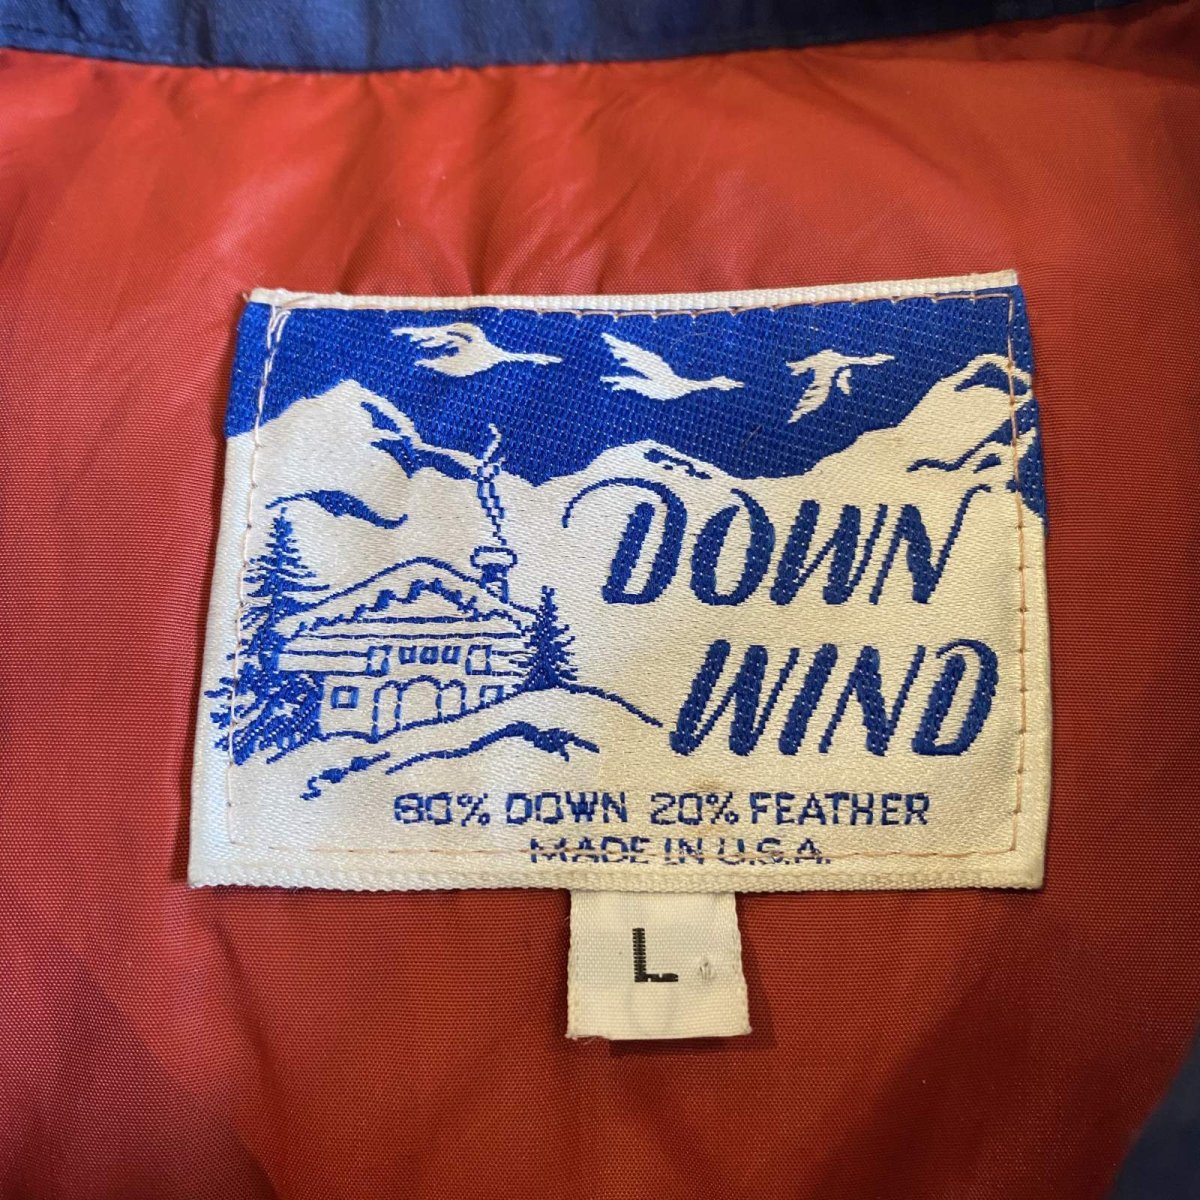 DOWN
WIND
80% DOWN 20% FEATHER
MADE IN U.S.A.
L